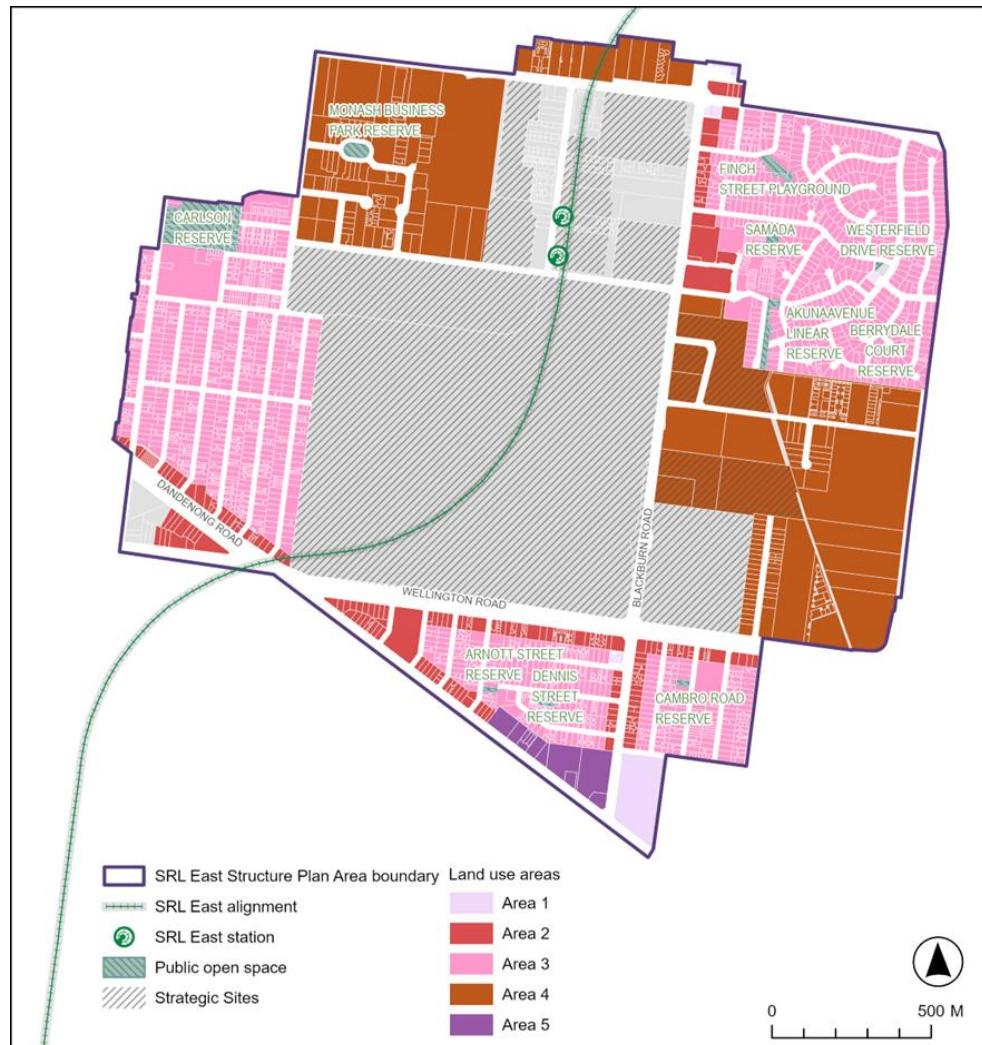 MONASH BUSINESS
PARK RESERVE
CARLSON
RESERVE
FINCH
STREET PLAYGROUND
SAMADA
RESERVE
WESTERFIELD
DRIVE RESERVE
AKUNAAVENUE
LINEAR
RESERVE
BERRYDALE
COURT
RESERVE
DANDENONG ROAD
BLACKBURN ROAD
WELLINGTON ROAD
ARNOTT STREET
RESERVE
DENNIS
STREET
RESERVE
CAMBRO ROAD
RESERVE
SRL East Structure Plan Area boundary
SRL East alignment
SRL East station
Public open space
Strategic Sites
Land use areas
Area 1
Area 2
Area 3
Area 4
Area 5
0 500 M